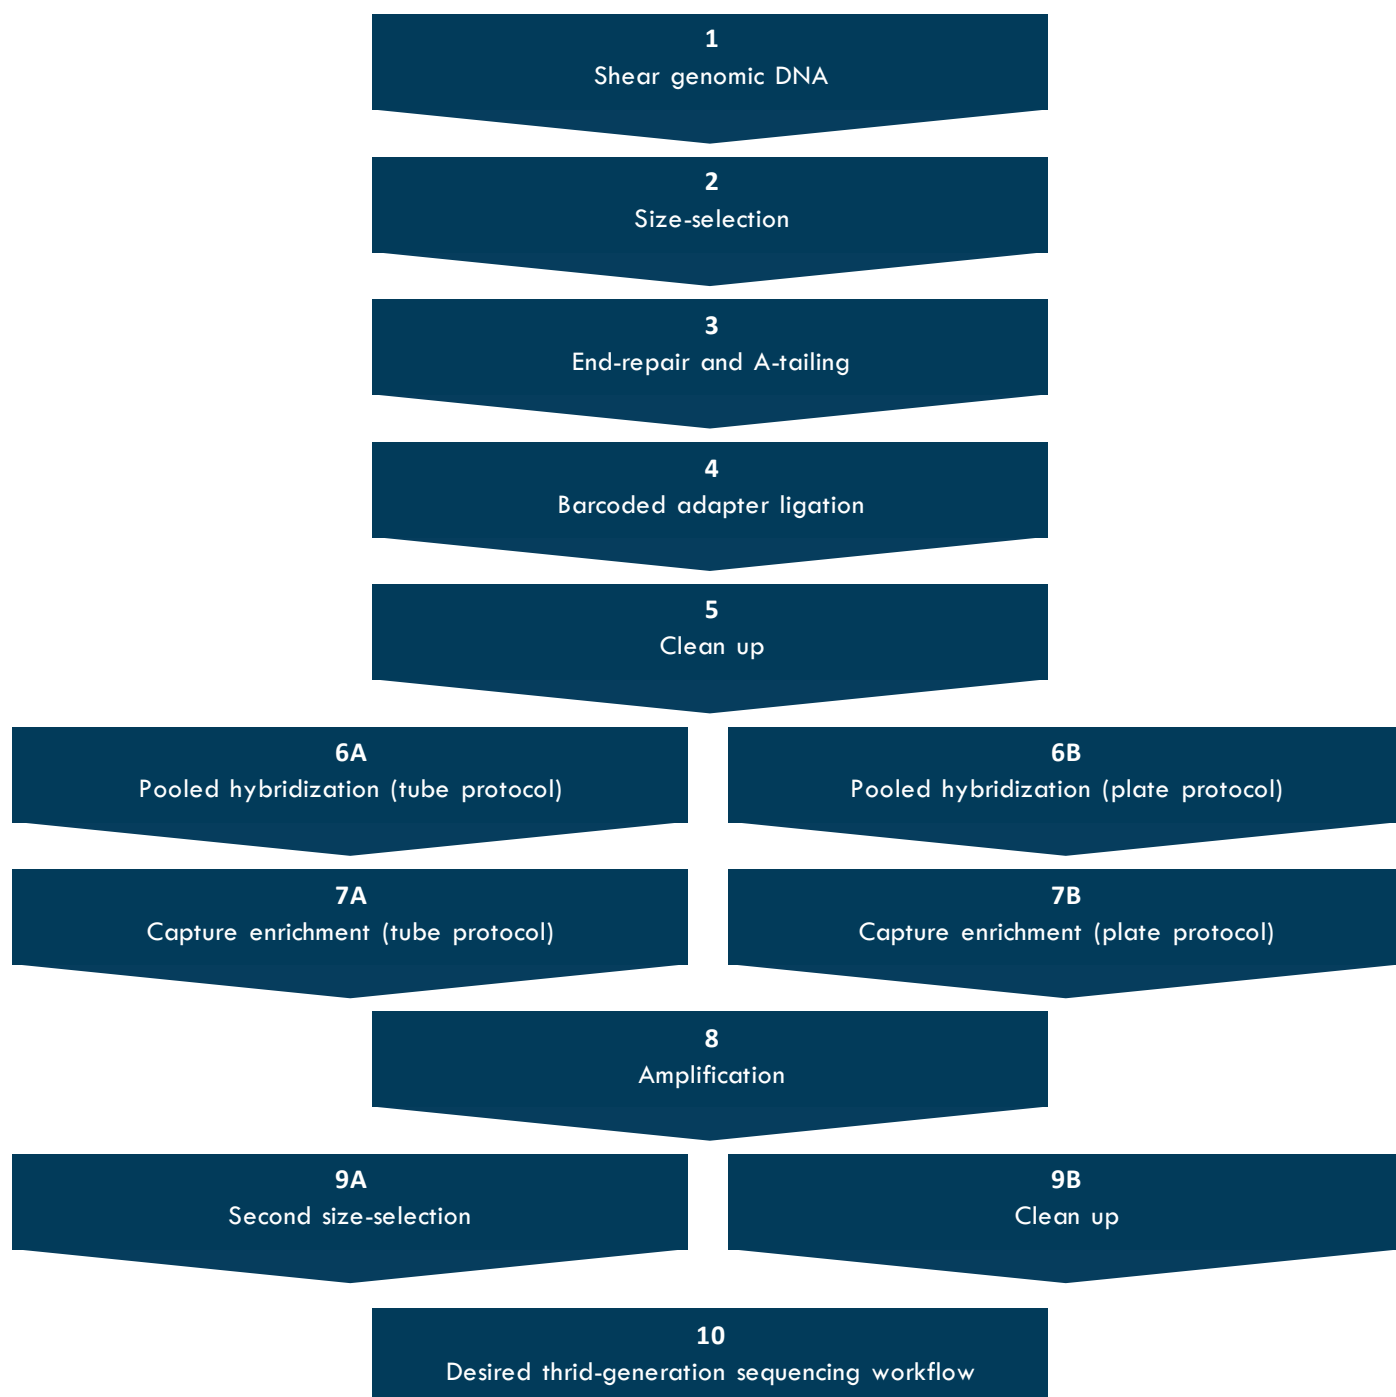 1
Shear genomic DNA
2
Size-selection
3
End-repair and A-tailing
4
Barcoded adapter ligation
5
Clean up
6A
Pooled hybridization (tube protocol)
6B
Pooled hybridization (plate protocol)
7A
Capture enrichment (tube protocol)
7B
Capture enrichment (plate protocol)
8
Amplification
9A
Second size-selection
9B
Clean up
10
Desired thrid-generation sequencing workflow